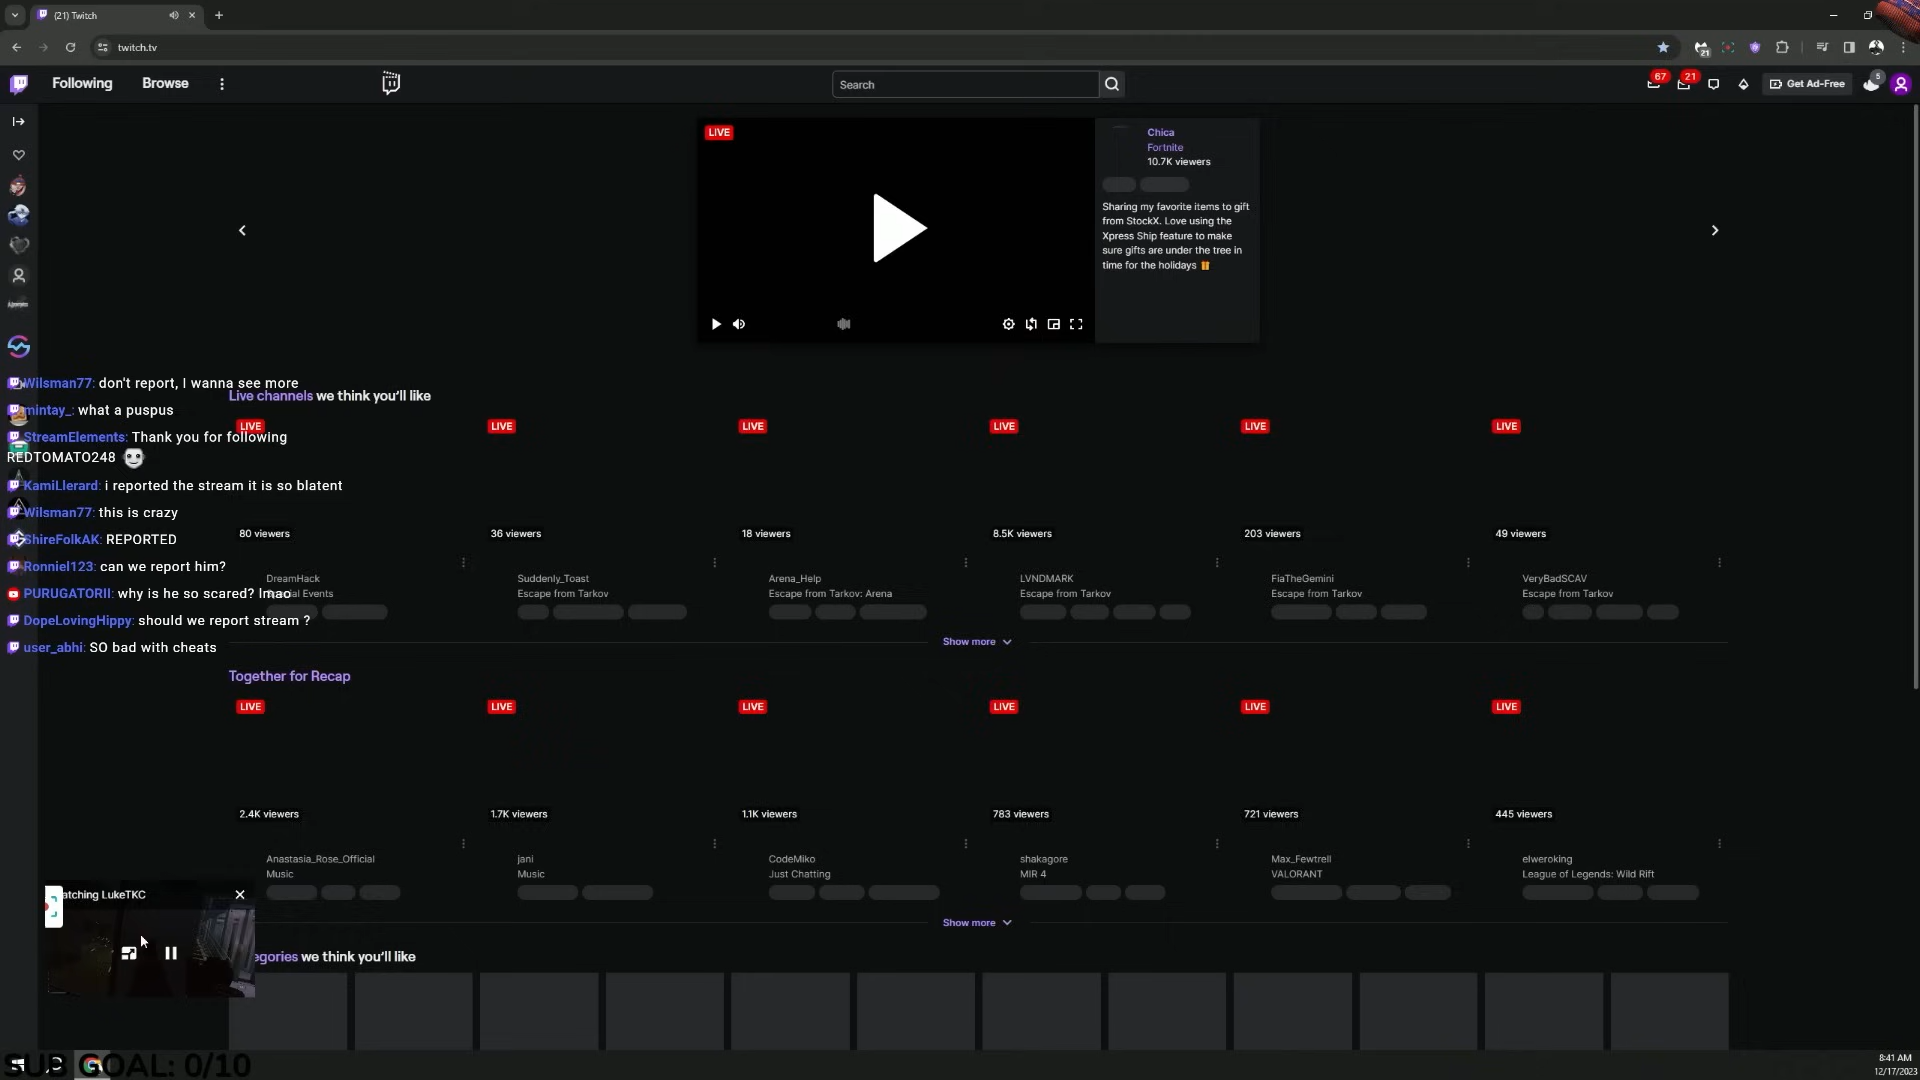 (21) Twitch
twitch.tv
21
Following
Browse
Search
67
21
Get Ad-Free
5
LIVE
Chica
Fortnite
10.7K viewers
Sharing my favorite items to gift
from StockX. Love using the
Xpress Ship feature to make
sure gifts are under the tree in
time for the holidays
Wilsman77: don't report, I wanna see more
Live channels we think you'll like
mintay_: what a puspus
LIVE
LIVE
LIVE
LIVE
LIVE
LIVE
StreamElements: Thank you for following
REDTOMATO248
KamiLlerard: i reported the stream it is so blatent
Wilsman77: this is crazy
ShireFolkAK: REPORTED
80 viewers
36 viewers
18 viewers
8.5K viewers
203 viewers
49 viewers
Ronniel123: can we report him?
DreamHack
Suddenly_Toast
Arena_Help
LVNDMARK
FiaTheGemini
VeryBadSCAV
PURUGATORII: why is he so scared? lmao
Events
Escape from Tarkov
Escape from Tarkov: Arena
Escape from Tarkov
Escape from Tarkov
Escape from Tarkov
DopeLovingHippy: should we report stream ?
user_abhi: SO bad with cheats
Show more
Together for Recap
LIVE
LIVE
LIVE
LIVE
LIVE
LIVE
2.4K viewers
1.7K viewers
1.1K viewers
783 viewers
721 viewers
445 viewers
Anastasia_Rose_Official
jani
CodeMiko
shakagore
Max_Fewtrell
elweroking
Music
Music
Just Chatting
MIR 4
VALORANT
League of Legends: Wild Rift
atching LukeTKC
Show more
egories we think you'll like
SUB GOAL: 0/10
8:41 AM
12/17/2023